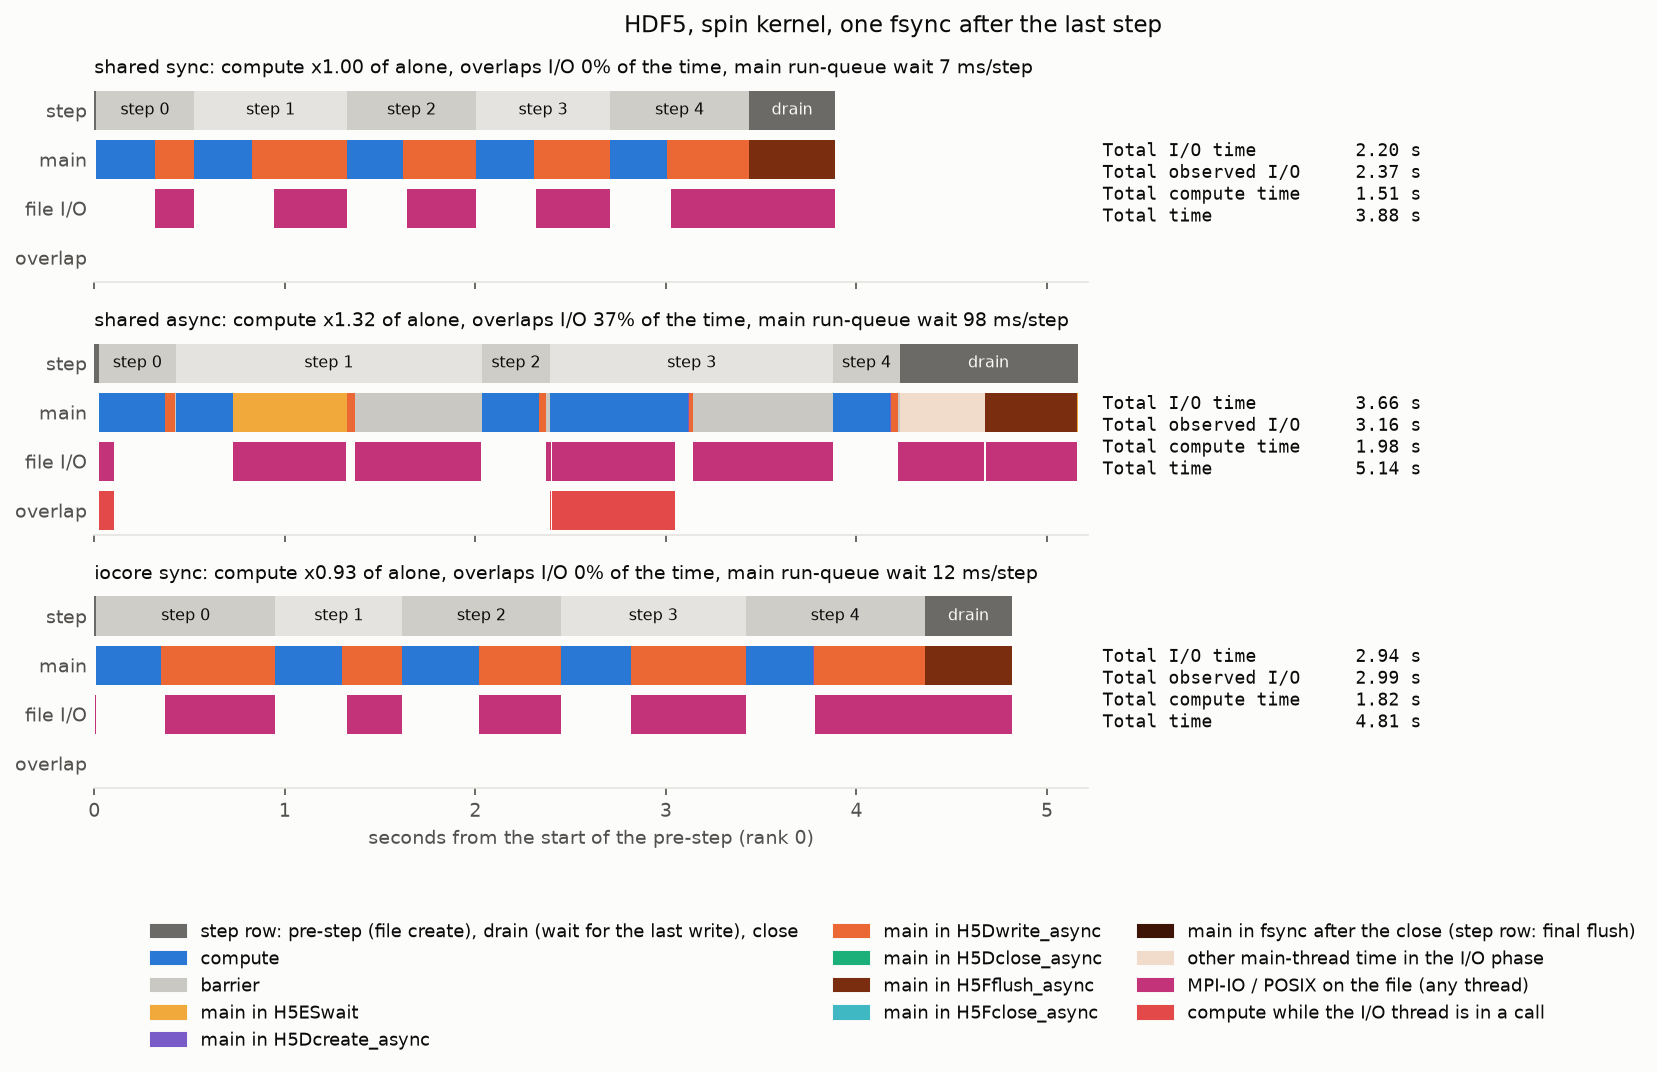 HDF5, spin kernel, one fsync after the last step
shared sync: compute x1.00 of alone, overlaps I/O 0% of the time, main run-queue wait 7 ms/step
step
step 0
step 1
step 2
step 3
step 4
drain
main
file I/O
overlap
Total I/O time 2.20 s
Total observed I/O 2.37 s
Total compute time 1.51 s
Total time 3.88 s
shared async: compute x1.32 of alone, overlaps I/O 37% of the time, main run-queue wait 98 ms/step
step
step 0
step 1
step 2
step 3
step 4
drain
main
file I/O
overlap
Total I/O time 3.66 s
Total observed I/O 3.16 s
Total compute time 1.98 s
Total time 5.14 s
iocore sync: compute x0.93 of alone, overlaps I/O 0% of the time, main run-queue wait 12 ms/step
step
step 0
step 1
step 2
step 3
step 4
drain
main
file I/O
overlap
Total I/O time 2.94 s
Total observed I/O 2.99 s
Total compute time 1.82 s
Total time 4.81 s
0 1 2 3 4 5
seconds from the start of the pre-step (rank 0)
step row: pre-step (file create), drain (wait for the last write), close
compute
barrier
main in H5ESwait
main in H5Dcreate_async
main in H5Dwrite_async
main in H5Dclose_async
main in H5Fflush_async
main in H5Fclose_async
main in fsync after the close (step row: final flush)
other main-thread time in the I/O phase
MPI-IO / POSIX on the file (any thread)
compute while the I/O thread is in a call